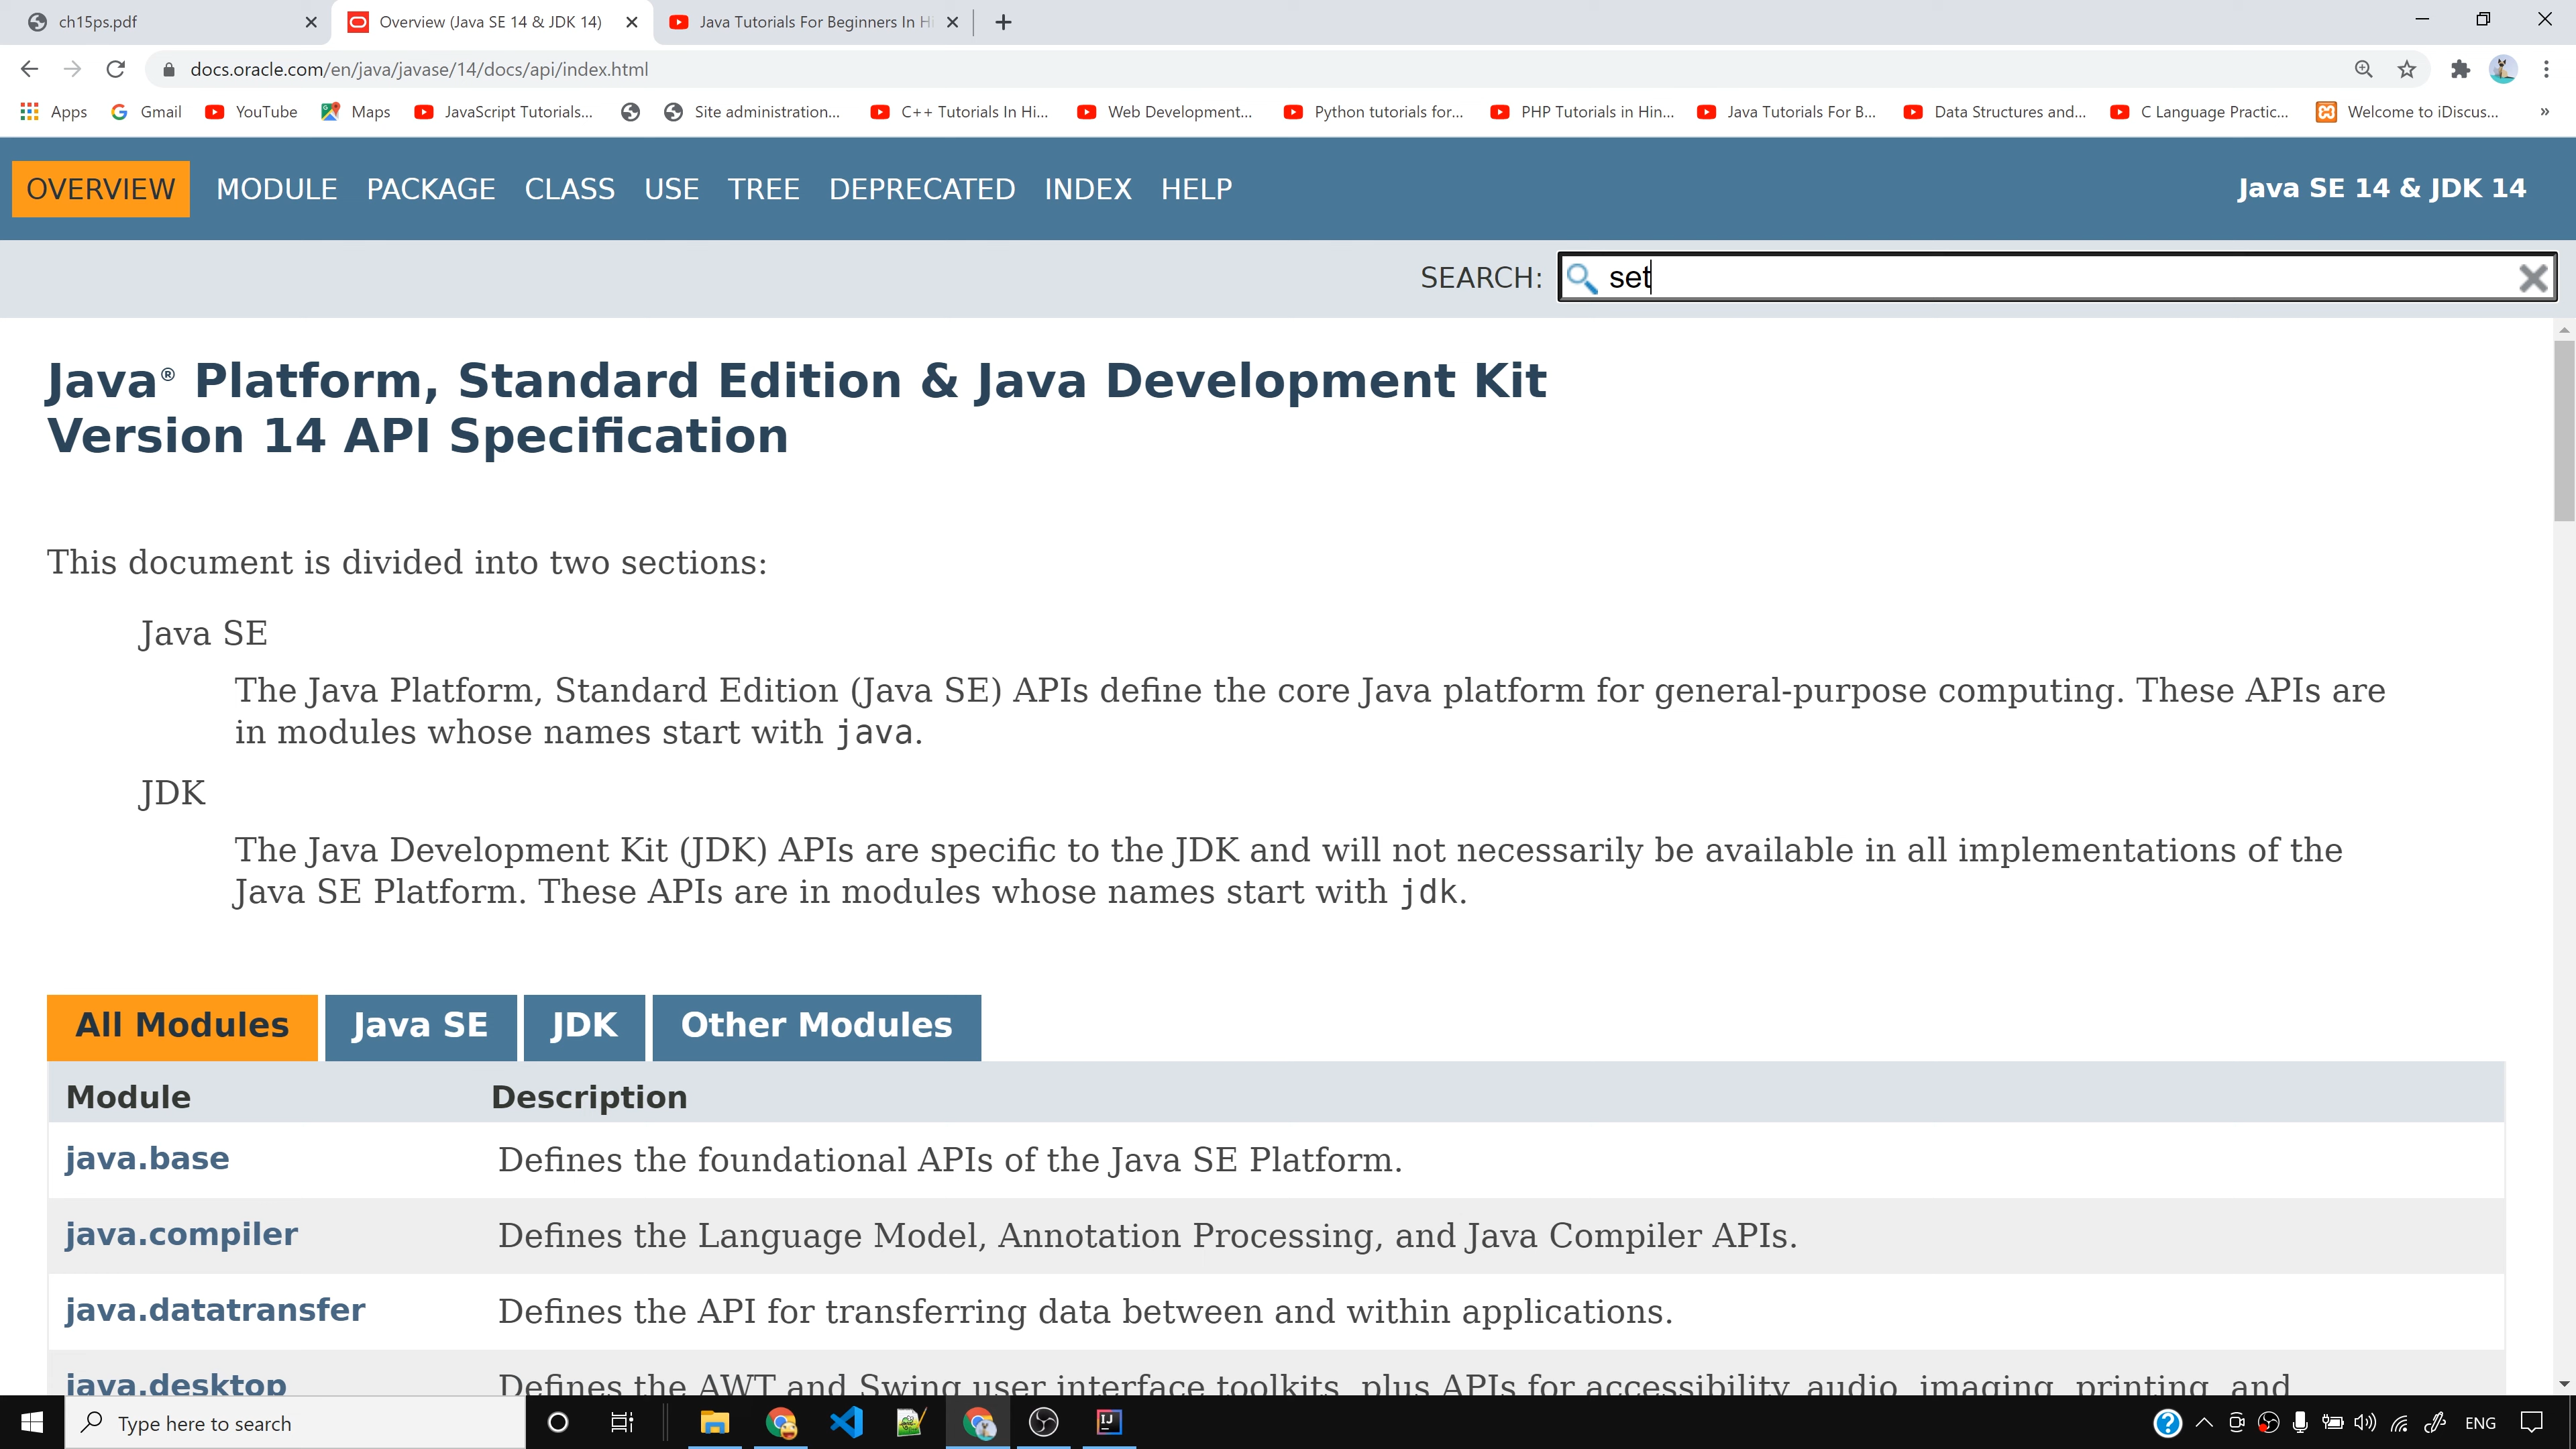 ch15ps.pdf
Overview (Java SE 14 & JDK 14)
Java Tutorials For Beginners In Hi
docs.oracle.com/en/java/javase/14/docs/api/index.html
Apps Gmail YouTube Maps JavaScript Tutorials... Site administration... C++ Tutorials In Hi... Web Development... Python tutorials for... PHP Tutorials in Hin... Java Tutorials For B... Data Structures and... C Language Practic... Welcome to iDiscus... »
OVERVIEW MODULE PACKAGE CLASS USE TREE DEPRECATED INDEX HELP
Java SE 14 & JDK 14
SEARCH: set
Java® Platform, Standard Edition & Java Development Kit
Version 14 API Specification
This document is divided into two sections:
Java SE
The Java Platform, Standard Edition (Java SE) APIs define the core Java platform for general-purpose computing. These APIs are
in modules whose names start with java.
JDK
The Java Development Kit (JDK) APIs are specific to the JDK and will not necessarily be available in all implementations of the
Java SE Platform. These APIs are in modules whose names start with jdk.
All Modules Java SE JDK Other Modules
Module Description
java.base Defines the foundational APIs of the Java SE Platform.
java.compiler Defines the Language Model, Annotation Processing, and Java Compiler APIs.
java.datatransfer Defines the API for transferring data between and within applications.
java.desktop Defines the AWT and Swing user interface toolkits, plus APIs for accessibility, audio, imaging, printing, and
Type here to search
ENG